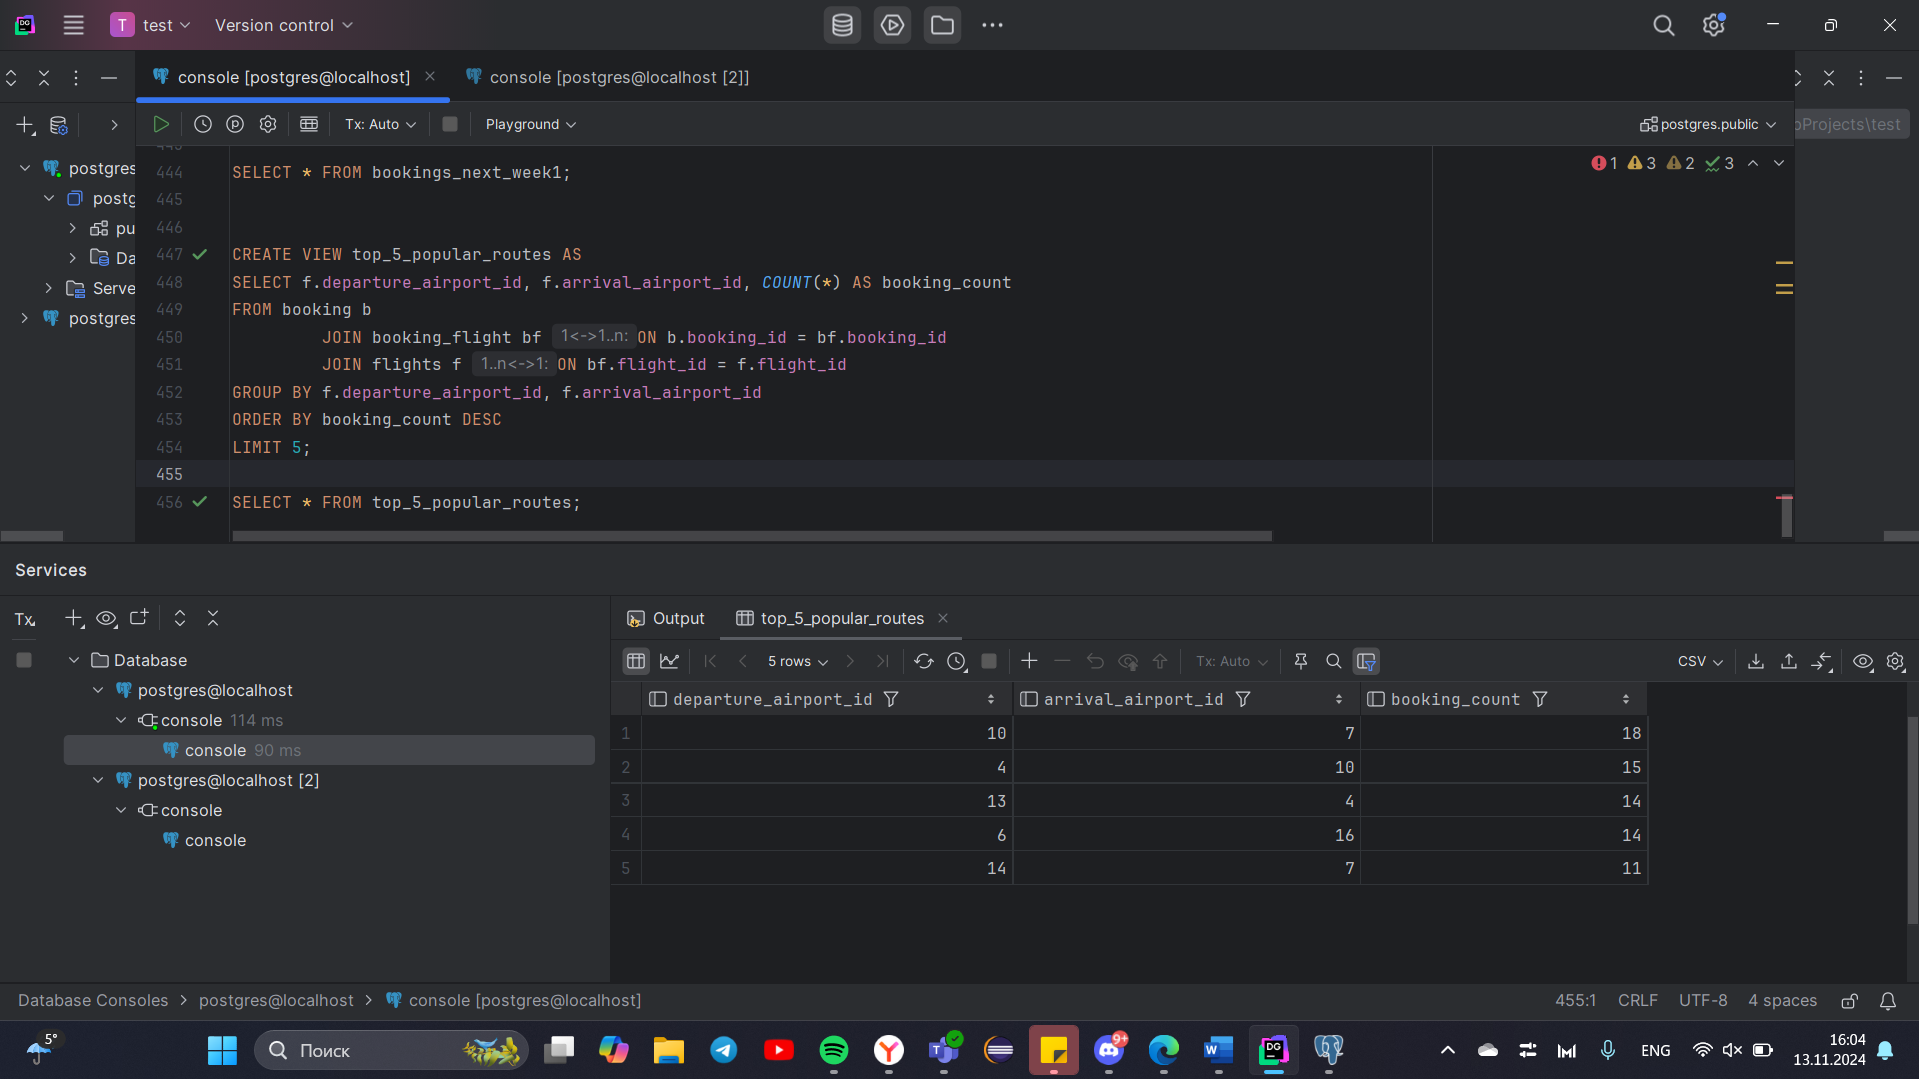 T test Version control
console [postgres@localhost] console [postgres@localhost [2]]
Tx: Auto Playground postgres.public oProjects\test
postgres
postg
pu
Da
Serve
postgres
1 3 2 3
444 SELECT * FROM bookings_next_week1;
445
446
447 CREATE VIEW top_5_popular_routes AS
448 SELECT f.departure_airport_id, f.arrival_airport_id, COUNT(*) AS booking_count
449 FROM booking b
450 JOIN booking_flight bf 1<->1..n: ON b.booking_id = bf.booking_id
451 JOIN flights f 1..n<->1: ON bf.flight_id = f.flight_id
452 GROUP BY f.departure_airport_id, f.arrival_airport_id
453 ORDER BY booking_count DESC
454 LIMIT 5;
455
456 SELECT * FROM top_5_popular_routes;
Services
Tx
Database
postgres@localhost
console 114 ms
console 90 ms
postgres@localhost [2]
console
console
Output top_5_popular_routes
5 rows Tx: Auto CSV
departure_airport_id arrival_airport_id booking_count
1 10 7 18
2 4 10 15
3 13 4 14
4 6 16 14
5 14 7 11
Database Consoles > postgres@localhost > console [postgres@localhost] 455:1 CRLF UTF-8 4 spaces
5° Поиск 9+ ENG 16:04
13.11.2024